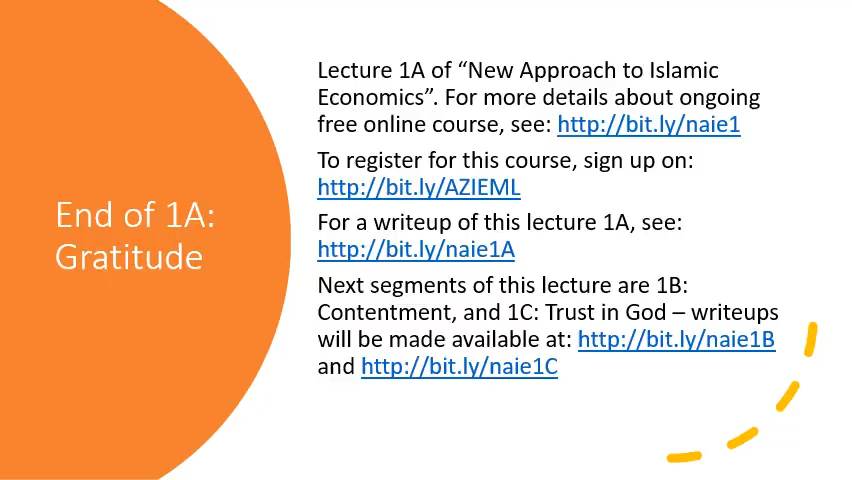 End of 1A:
Gratitude
Lecture 1A of “New Approach to Islamic
Economics”. For more details about ongoing
free online course, see: http://bit.ly/naie1
To register for this course, sign up on:
http://bit.ly/AZIEML
For a writeup of this lecture 1A, see:
http://bit.ly/naie1A
Next segments of this lecture are 1B:
Contentment, and 1C: Trust in God – writeups
will be made available at: http://bit.ly/naie1B
and http://bit.ly/naie1C